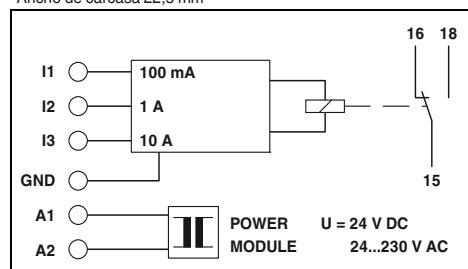 Ancho de carcasa 22,5 mm
16 18
I1 100 mA
I2 1 A
I3 10 A
GND
15
A1
POWER U = 24 V DC
A2 MODULE 24...230 V AC